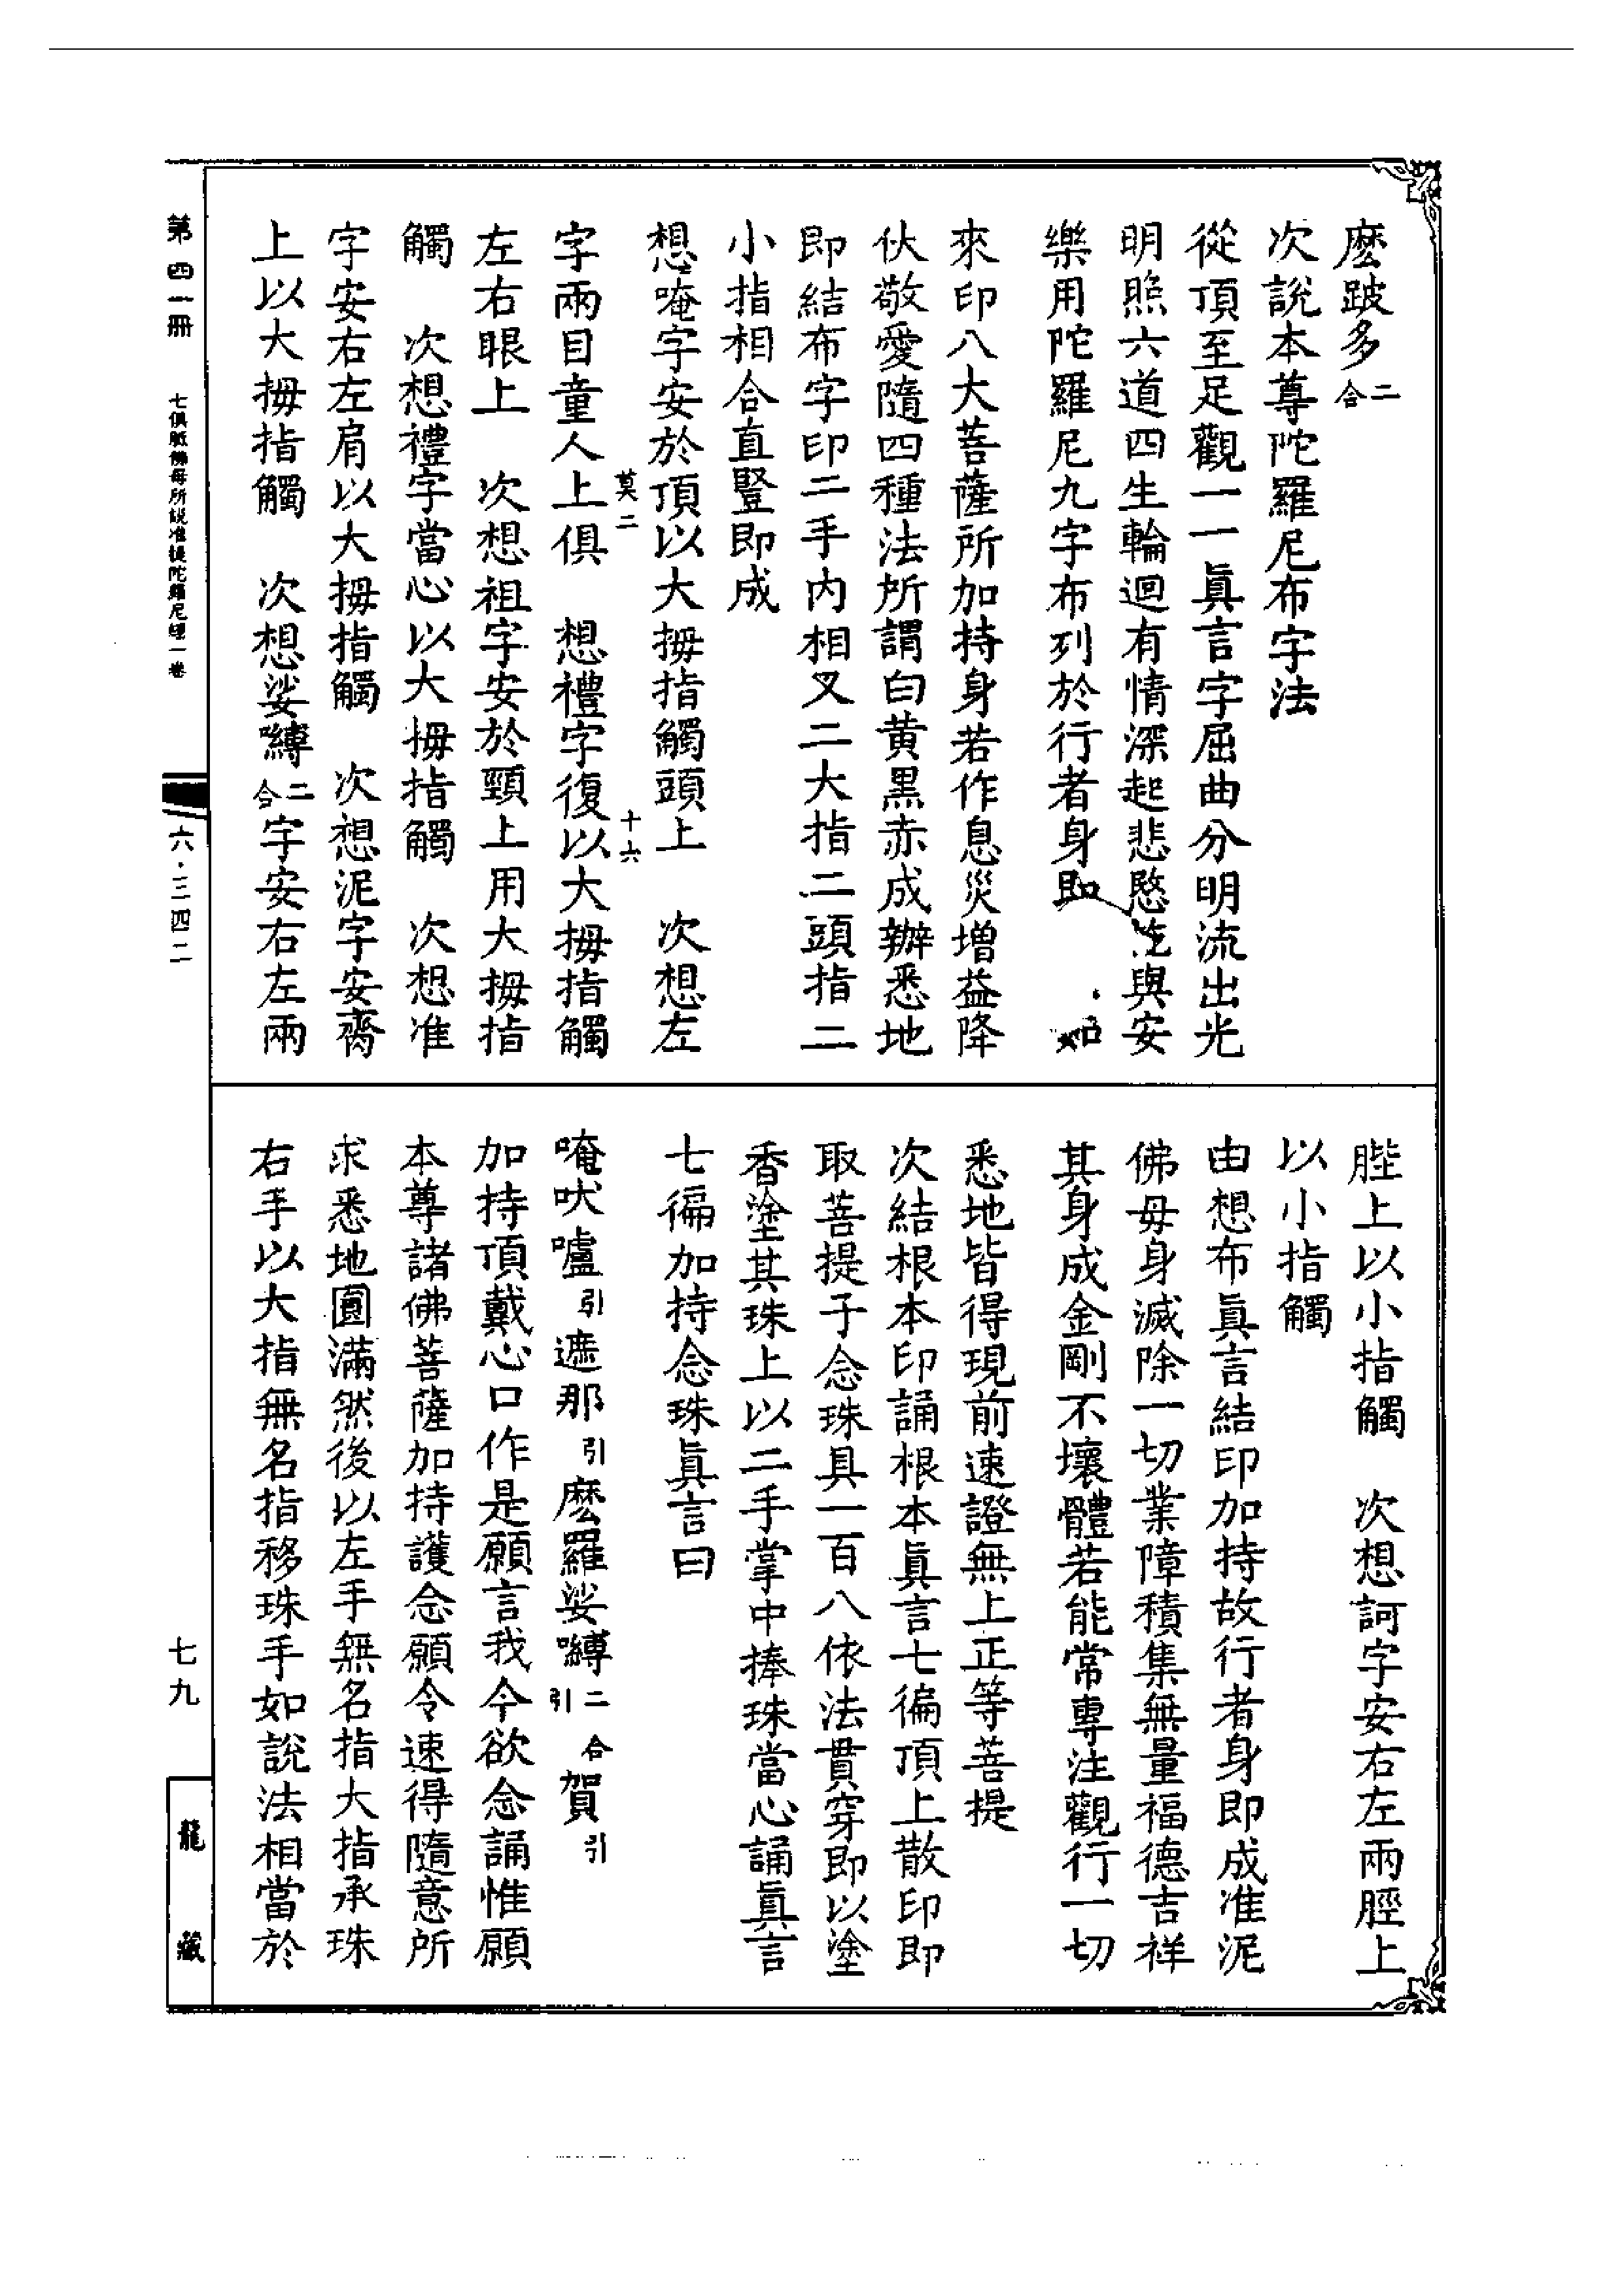 麽跛多二合
次說本尊陀羅尼布字法
從頂至足觀一一眞言字屈曲分明流出光
明照六道四生輪迴有情深起悲愍施與安
樂用陀羅尼九字布列於行者身即
來印八大菩薩所加持身若作息災增益降
伏敬愛隨四種法所謂白黃黑赤成辦悉地
即結布字印二手內相叉二大指二頭指二
小指相合直豎即成
想唵字安於頂以大拇指觸頭上 次想左
莫二 十六
字兩目童人上俱 想禮字復以大拇指觸
左右眼上 次想祖字安於頸上用大拇指
觸 次想禮字當心以大拇指觸 次想准
字安右左肩以大拇指觸 次想泥字安臍
上以大拇指觸 次想娑嚩二合字安右左兩
胜上以小指觸 次想訶字安右左兩脛上
以小指觸
由想布眞言結印加持故行者身即成准泥
佛母身滅除一切業障積集無量福德吉祥
其身成金剛不壞體若能常專注觀行一切
悉地皆得現前速證無上正等菩提
次結根本印誦根本眞言七徧頂上散印即
取菩提子念珠具一百八依法貫穿即以塗
香塗其珠上以二手掌中捧珠當心誦眞言
七徧加持念珠眞言曰
唵吠嚧引遮那引麽羅娑嚩二合引賀引
加持頂戴心口作是願言我今欲念誦惟願
本尊諸佛菩薩加持護念願令速得隨意所
求悉地圓滿然後以左手無名指大指承珠
右手以大指無名指移珠手如說法相當於
第四一冊 七俱胝佛母所說准提陀羅尼經一卷 六·三四二 七九 龍藏